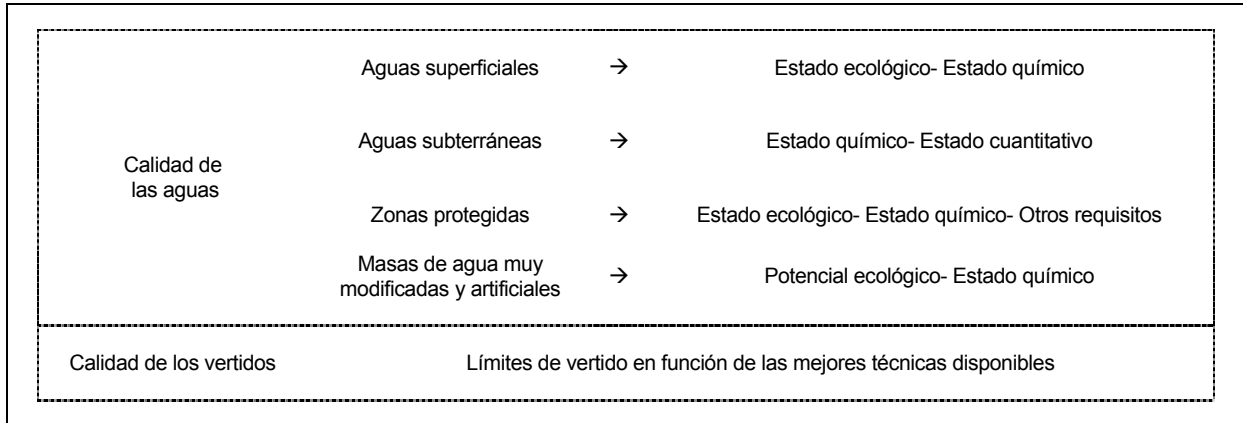 Aguas superficiales → Estado ecológico- Estado químico
Aguas subterráneas → Estado químico- Estado cuantitativo
Calidad de
las aguas
Zonas protegidas → Estado ecológico- Estado químico- Otros requisitos
Masas de agua muy
modificadas y artificiales → Potencial ecológico- Estado químico
Calidad de los vertidos Límites de vertido en función de las mejores técnicas disponibles